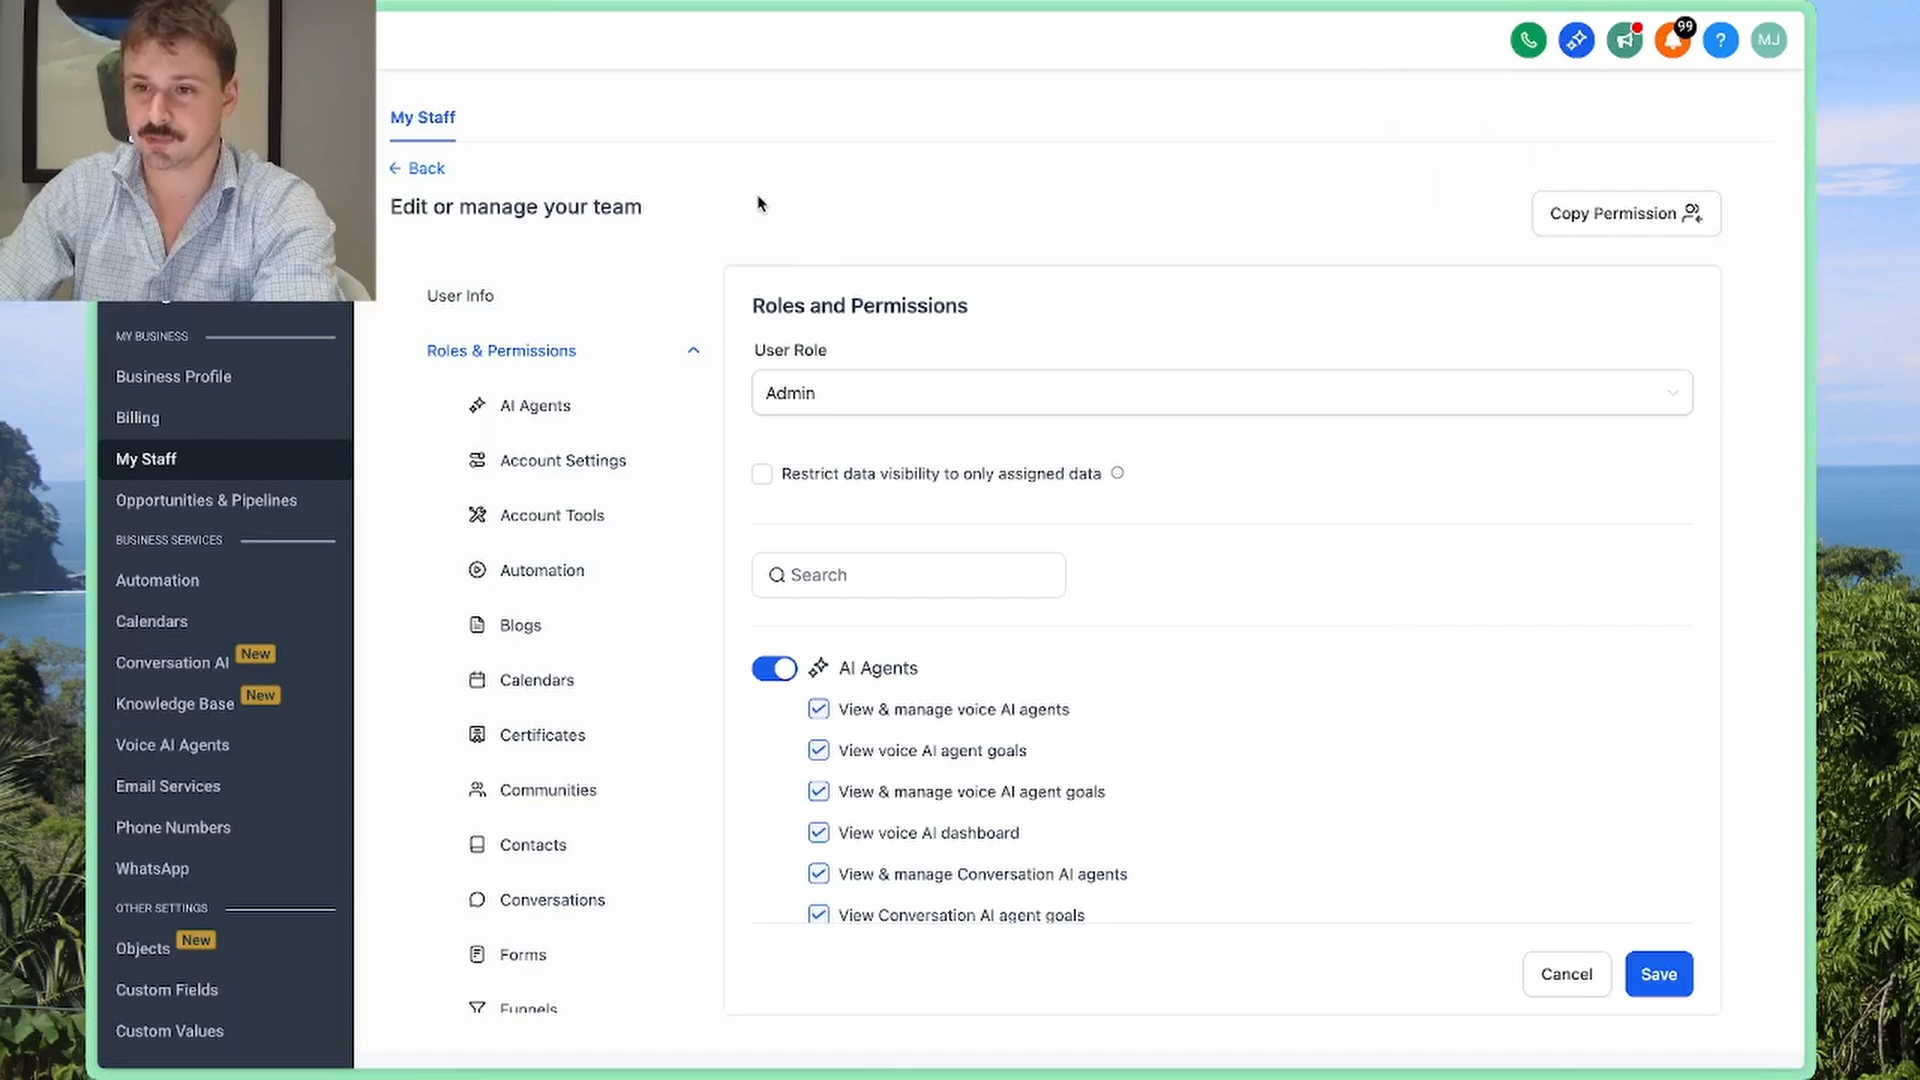 99
?
MJ
My Staff
Back
Edit or manage your team
Copy Permission
User Info
Roles & Permissions
AI Agents
Account Settings
Account Tools
Automation
Blogs
Calendars
Certificates
Communities
Contacts
Conversations
Forms
Funnels
Roles and Permissions
User Role
Admin
Restrict data visibility to only assigned data
Search
AI Agents
View & manage voice AI agents
View voice AI agent goals
View & manage voice AI agent goals
View voice AI dashboard
View & manage Conversation AI agents
View Conversation AI agent goals
Cancel
Save
MY BUSINESS
Business Profile
Billing
My Staff
Opportunities & Pipelines
BUSINESS SERVICES
Automation
Calendars
Conversation AI New
Knowledge Base New
Voice AI Agents
Email Services
Phone Numbers
WhatsApp
OTHER SETTINGS
Objects New
Custom Fields
Custom Values